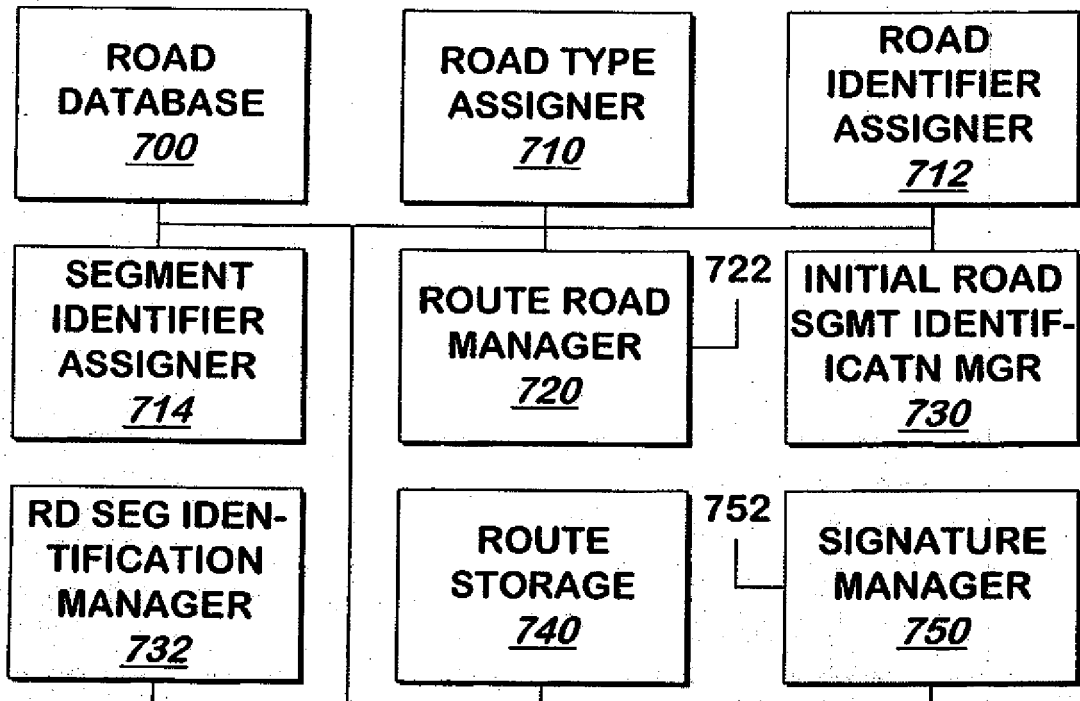 ROAD
DATABASE
700
ROAD TYPE
ASSIGNER
710
ROAD
IDENTIFIER
ASSIGNER
712
SEGMENT
IDENTIFIER
ASSIGNER
714
ROUTE ROAD
MANAGER
720
722
INITIAL ROAD
SGMT IDENTIF-
ICATN MGR
730
RD SEG IDEN-
TIFICATION
MANAGER
732
ROUTE
STORAGE
740
752
SIGNATURE
MANAGER
750